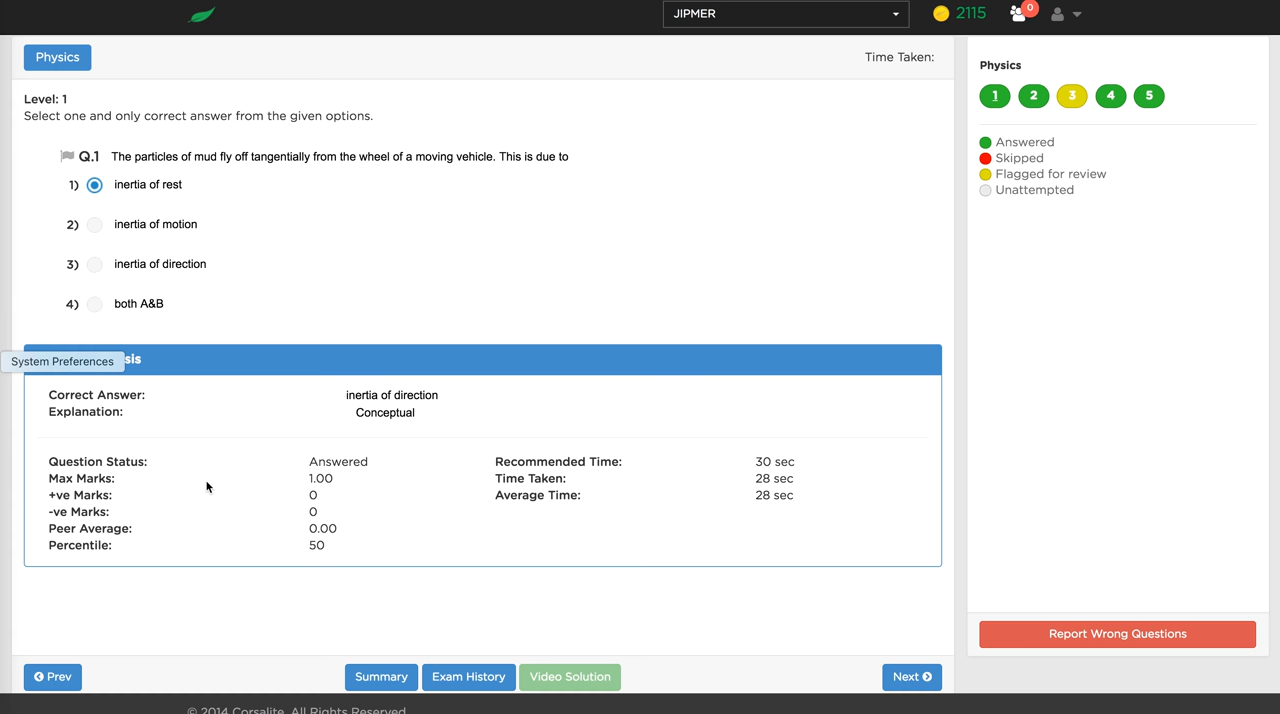 JIPMER
2115
0
Physics
Time Taken:
Level: 1
Select one and only correct answer from the given options.
Q.1 The particles of mud fly off tangentially from the wheel of a moving vehicle. This is due to
1) inertia of rest
2) inertia of motion
3) inertia of direction
4) both A&B
System Preferences
sis
Correct Answer: inertia of direction
Explanation: Conceptual
Question Status: Answered Recommended Time: 30 sec
Max Marks: 1.00 Time Taken: 28 sec
+ve Marks: 0 Average Time: 28 sec
-ve Marks: 0
Peer Average: 0.00
Percentile: 50
Prev Summary Exam History Video Solution Next
Physics
1 2 3 4 5
Answered
Skipped
Flagged for review
Unattempted
Report Wrong Questions
© 2014 Corsalite. All Rights Reserved